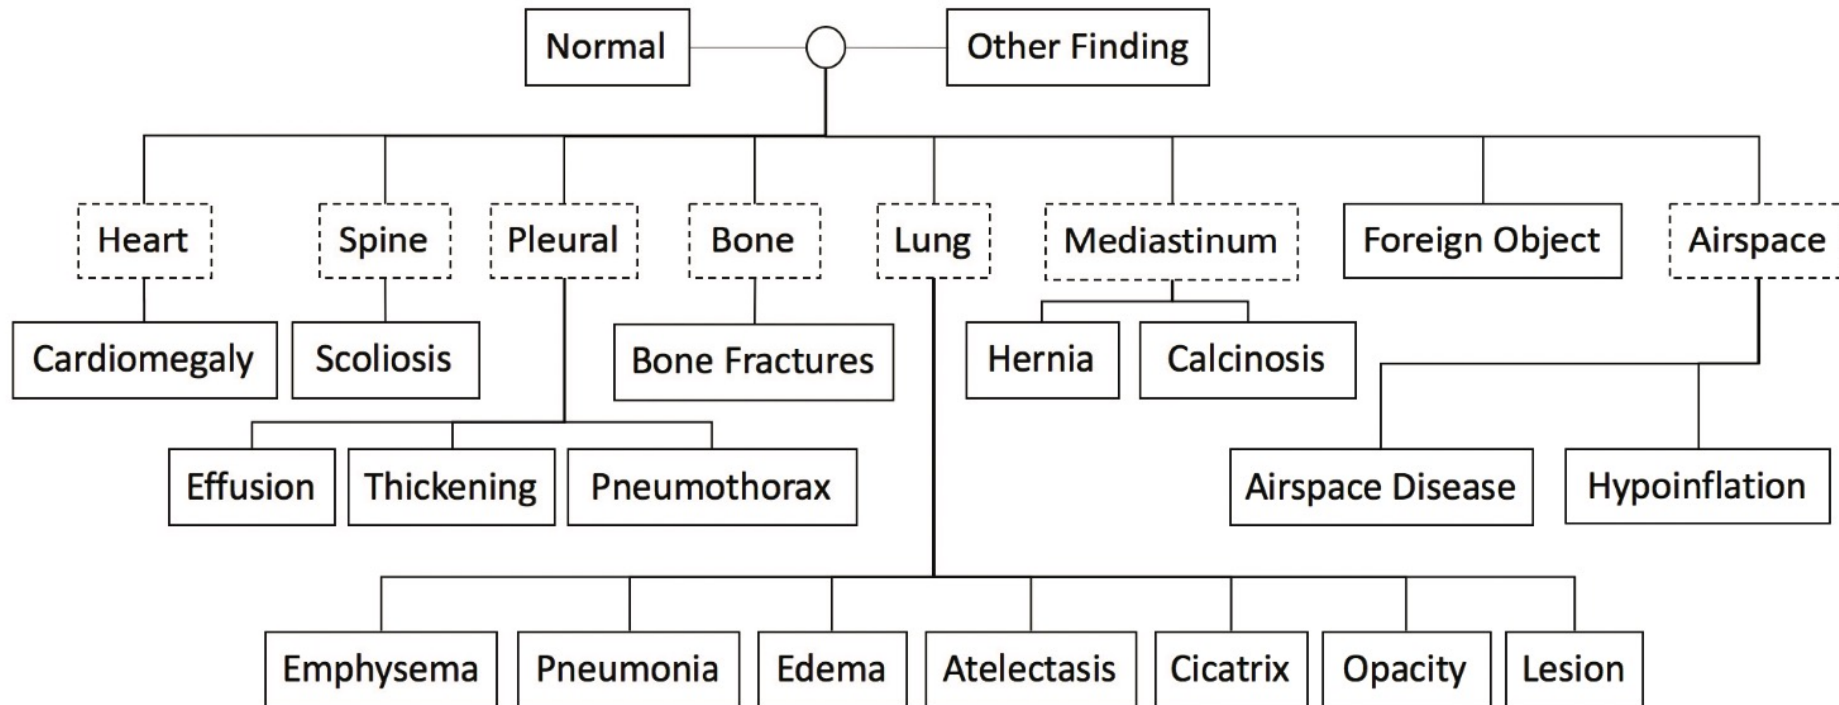 Normal
Other Finding
Heart
Spine
Pleural
Bone
Lung
Mediastinum
Foreign Object
Airspace
Cardiomegaly
Scoliosis
Bone Fractures
Hernia
Calcinosis
Effusion
Thickening
Pneumothorax
Airspace Disease
Hypoinflation
Emphysema
Pneumonia
Edema
Atelectasis
Cicatrix
Opacity
Lesion